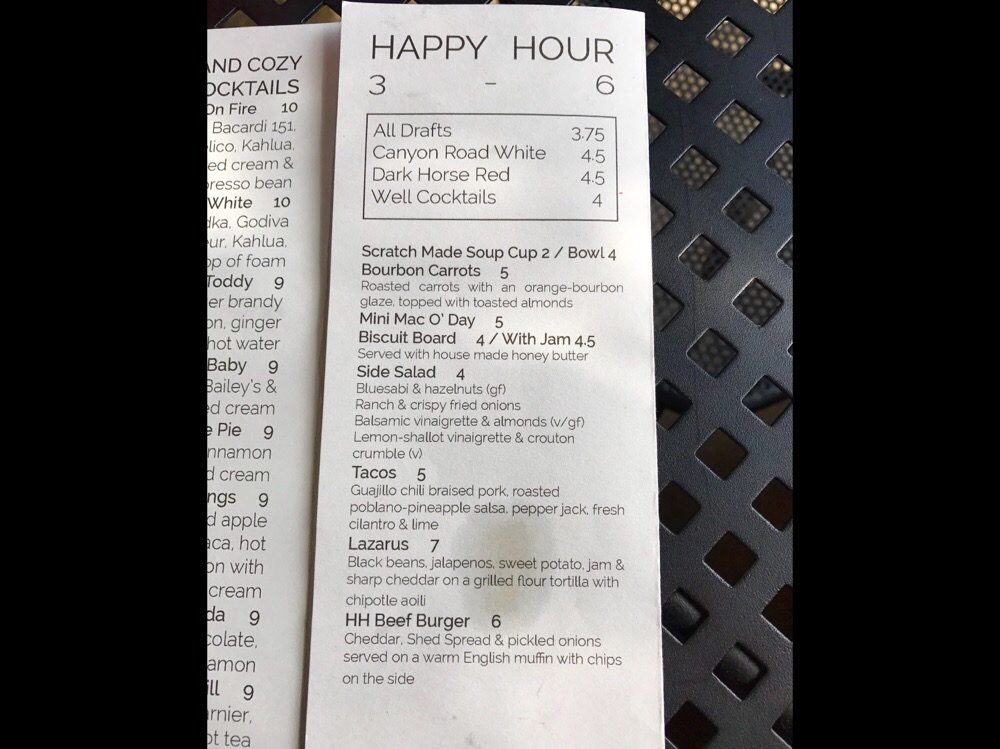 AND COZY
COCKTAILS
On Fire 10
Bacardi 151,
Kahlua,
cream &
bean
White 10
Godiva
Kahlua,
of foam
Toddy 9
brandy
ginger
hot water
Baby 9
Bailey's &
cream
Pie 9
cream
9
apple
hot
with
cream
9
9
tea
HAPPY HOUR
3 - 6
All Drafts 3.75
Canyon Road White 4.5
Dark Horse Red 4.5
Well Cocktails 4
Scratch Made Soup Cup 2 / Bowl 4
Bourbon Carrots 5
Roasted carrots with an orange-bourbon
glaze, topped with toasted almonds
Mini Mac O' Day 5
Biscuit Board 4 / With Jam 4.5
Served with house made honey butter
Side Salad 4
Bluesabi & hazelnuts (gf)
Ranch & crispy fried onions
Balsamic vinaigrette & almonds (v/gf)
Lemon-shallot vinaigrette & crouton
crumble (v)
Tacos 5
Guajillo chili braised pork, roasted
poblano-pineapple salsa, pepper jack, fresh
cilantro & lime
Lazarus 7
Black beans, jalapenos, sweet potato, jam &
sharp cheddar on a grilled flour tortilla with
chipotle aoili
HH Beef Burger 6
Cheddar, Shed Spread & pickled onions
served on a warm English muffin with chips
on the side